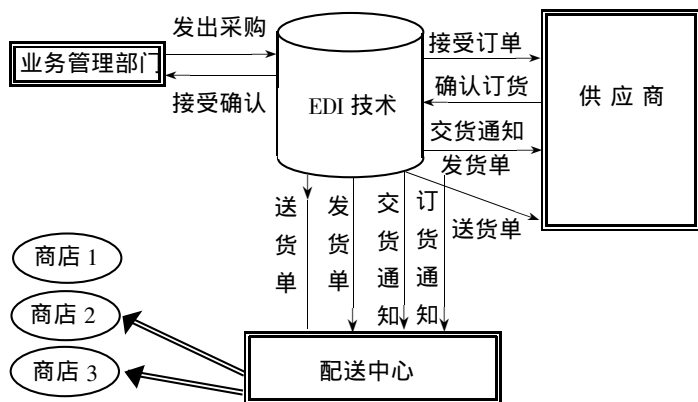 发出采购
业务管理部门
接受确认
EDI 技术
接受订单
确认订货
交货通知
发货单
送货单
供 应 商
送货单
发货单
交货通知
订货通知
商店 1
商店 2
商店 3
配送中心